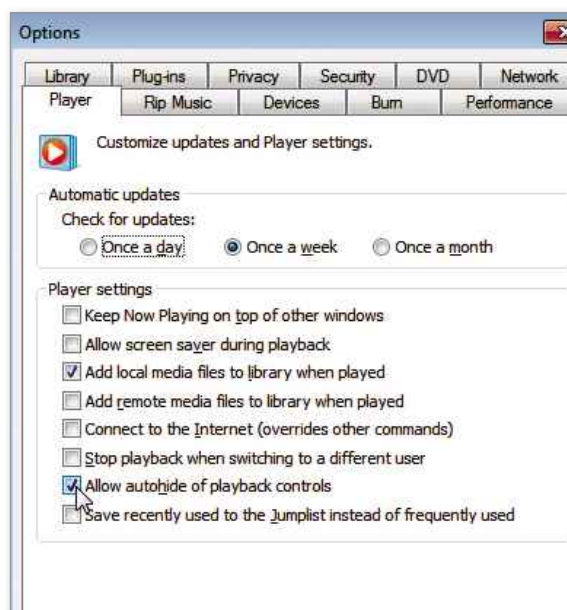 Options
Library Plug-ins Privacy Security DVD Network
Player Rip Music Devices Burn Performance
Customize updates and Player settings.
Automatic updates
Check for updates:
Once a day Once a week Once a month
Player settings
Keep Now Playing on top of other windows
Allow screen saver during playback
Add local media files to library when played
Add remote media files to library when played
Connect to the Internet (overrides other commands)
Stop playback when switching to a different user
Allow autohide of playback controls
Save recently used to the Jumplist instead of frequently used